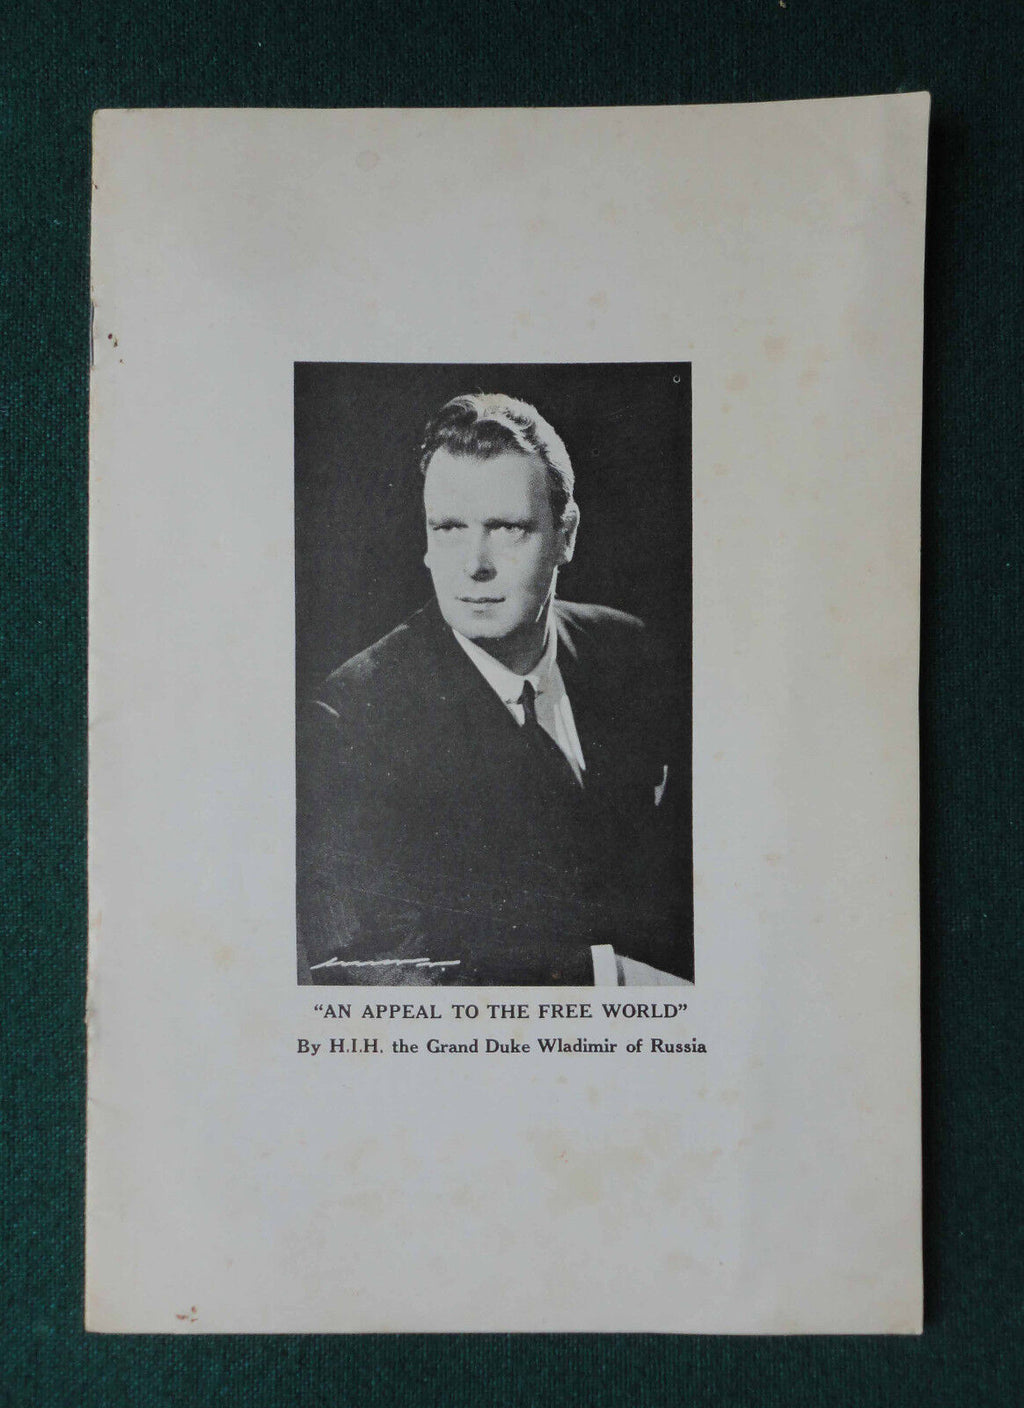 "AN APPEAL TO THE FREE WORLD"
By H.I.H. the Grand Duke Wladimir of Russia